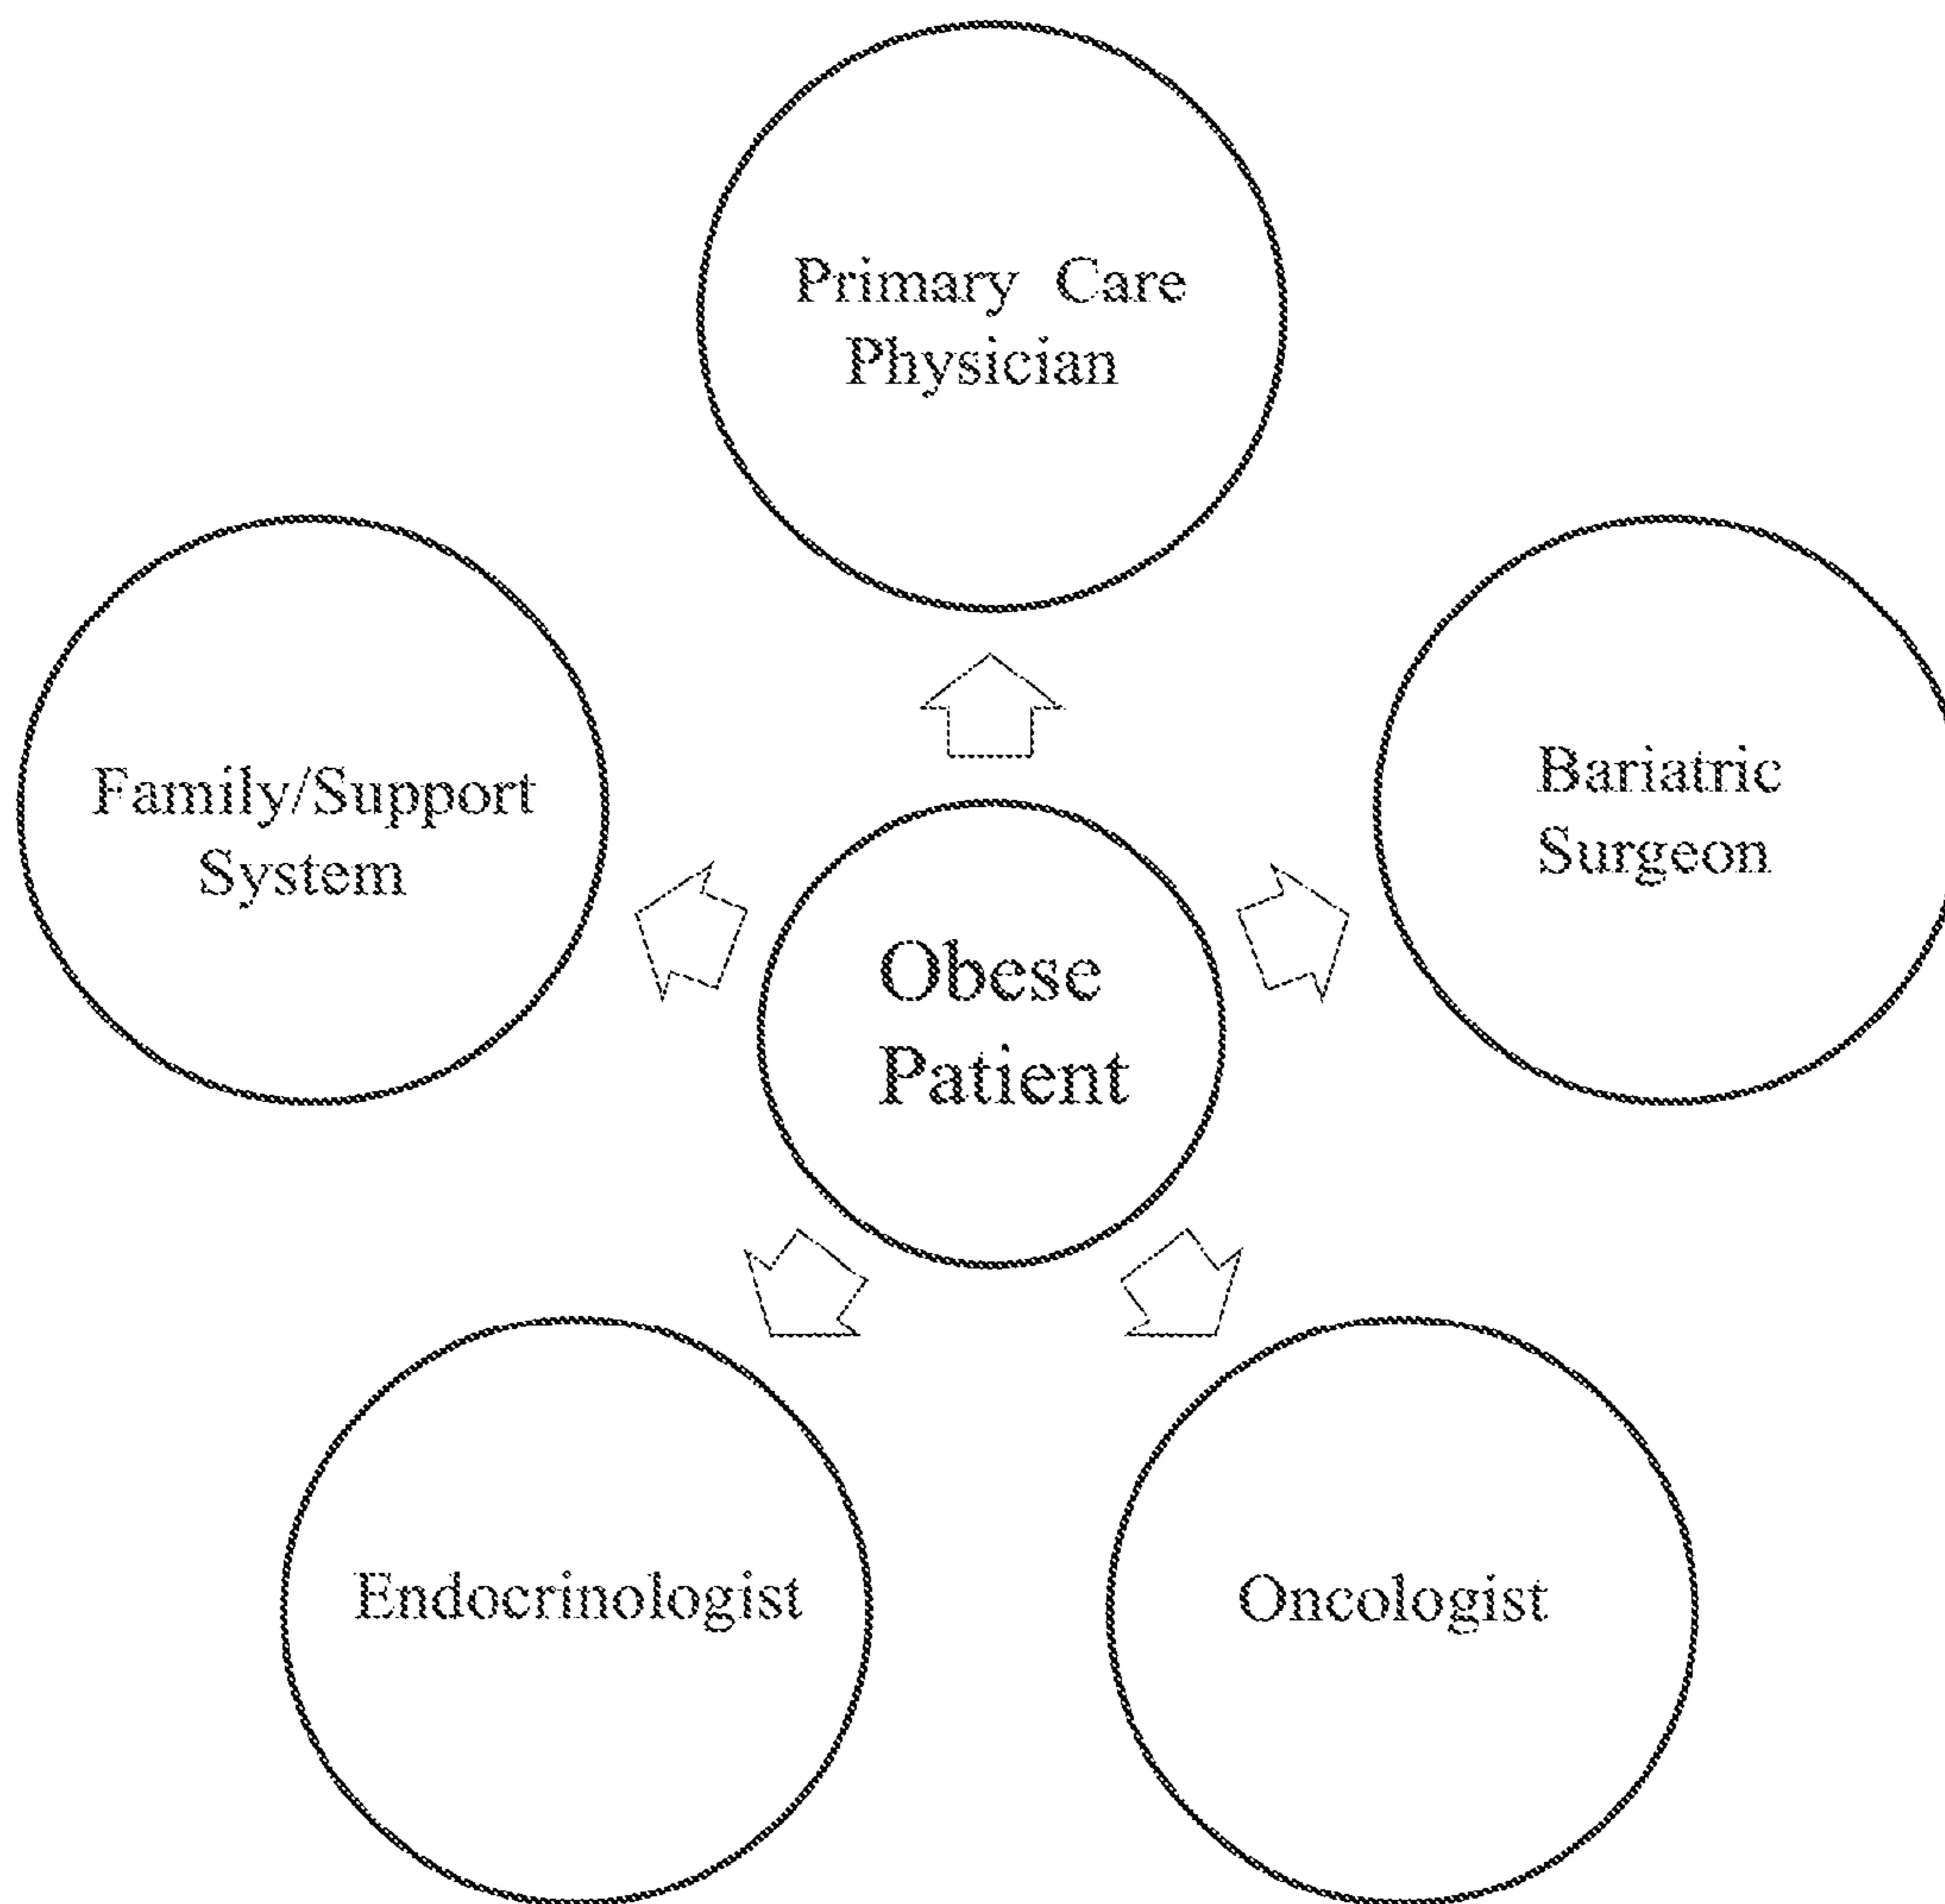 Primary Care
Physician
Family/Support
System
Bariatric
Surgeon
Obese
Patient
Endocrinologist
Oncologist